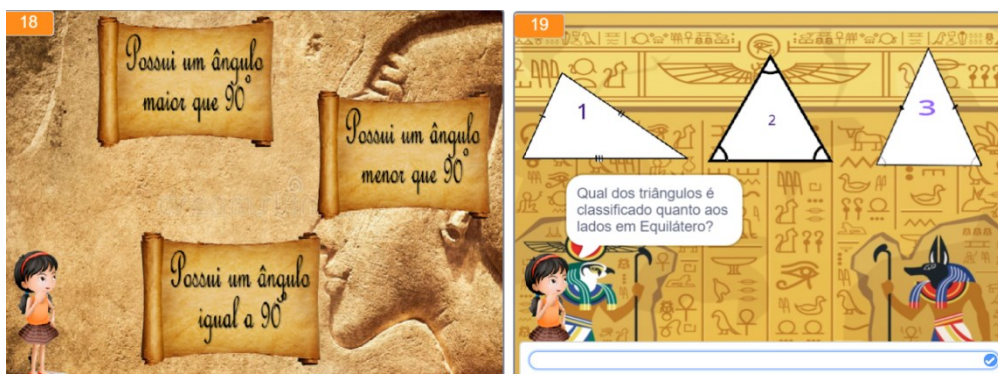 18
Possui um ângulo
maior que 90°
Possui um ângulo
menor que 90°
Possui um ângulo
igual a 90°
19
1
2
3
Qual dos triângulos é
classificado quanto aos
lados em Equilátero?